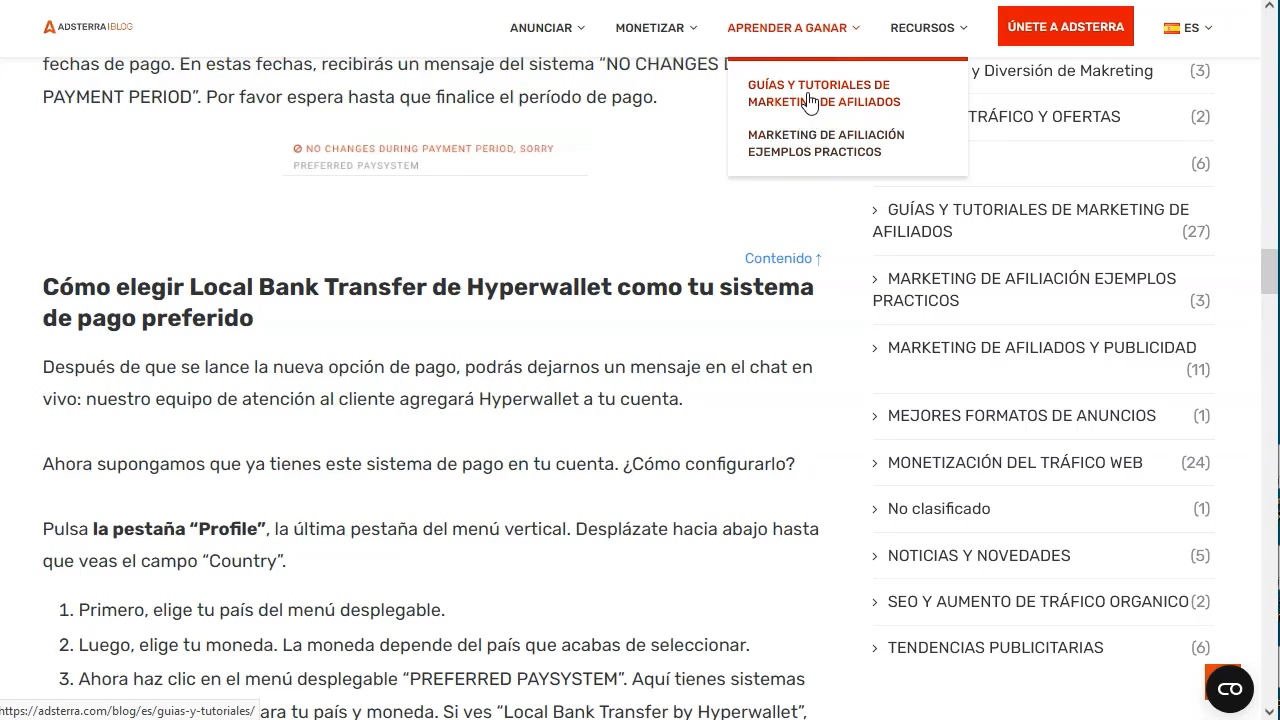 ADSTERRA BLOG
ANUNCIAR
MONETIZAR
APRENDER A GANAR
RECURSOS
ÚNETE A ADSTERRA
ES
GUÍAS Y TUTORIALES DE
MARKETING DE AFILIADOS
MARKETING DE AFILIACIÓN
EJEMPLOS PRACTICOS
fechas de pago. En estas fechas, recibirás un mensaje del sistema “NO CHANGES
PAYMENT PERIOD”. Por favor espera hasta que finalice el período de pago.
NO CHANGES DURING PAYMENT PERIOD, SORRY
PREFERRED PAYSYSTEM
Contenido ↑
Cómo elegir Local Bank Transfer de Hyperwallet como tu sistema
de pago preferido
Después de que se lance la nueva opción de pago, podrás dejarnos un mensaje en el chat en
vivo: nuestro equipo de atención al cliente agregará Hyperwallet a tu cuenta.
Ahora supongamos que ya tienes este sistema de pago en tu cuenta. ¿Cómo configurarlo?
Pulsa la pestaña “Profile”, la última pestaña del menú vertical. Desplázate hacia abajo hasta
que veas el campo “Country”.
1. Primero, elige tu país del menú desplegable.
2. Luego, elige tu moneda. La moneda depende del país que acabas de seleccionar.
3. Ahora haz clic en el menú desplegable “PREFERRED PAYSYSTEM”. Aquí tienes sistemas
ara tu país y moneda. Si ves “Local Bank Transfer by Hyperwallet”,
y Diversión de Makreting (3)
TRÁFICO Y OFERTAS (2)
(6)
GUÍAS Y TUTORIALES DE MARKETING DE
AFILIADOS (27)
MARKETING DE AFILIACIÓN EJEMPLOS
PRACTICOS (3)
MARKETING DE AFILIADOS Y PUBLICIDAD
(11)
MEJORES FORMATOS DE ANUNCIOS (1)
MONETIZACIÓN DEL TRÁFICO WEB (24)
No clasificado (1)
NOTICIAS Y NOVEDADES (5)
SEO Y AUMENTO DE TRÁFICO ORGANICO (2)
TENDENCIAS PUBLICITARIAS (6)
https://adsterra.com/blog/es/guias-y-tutoriales/